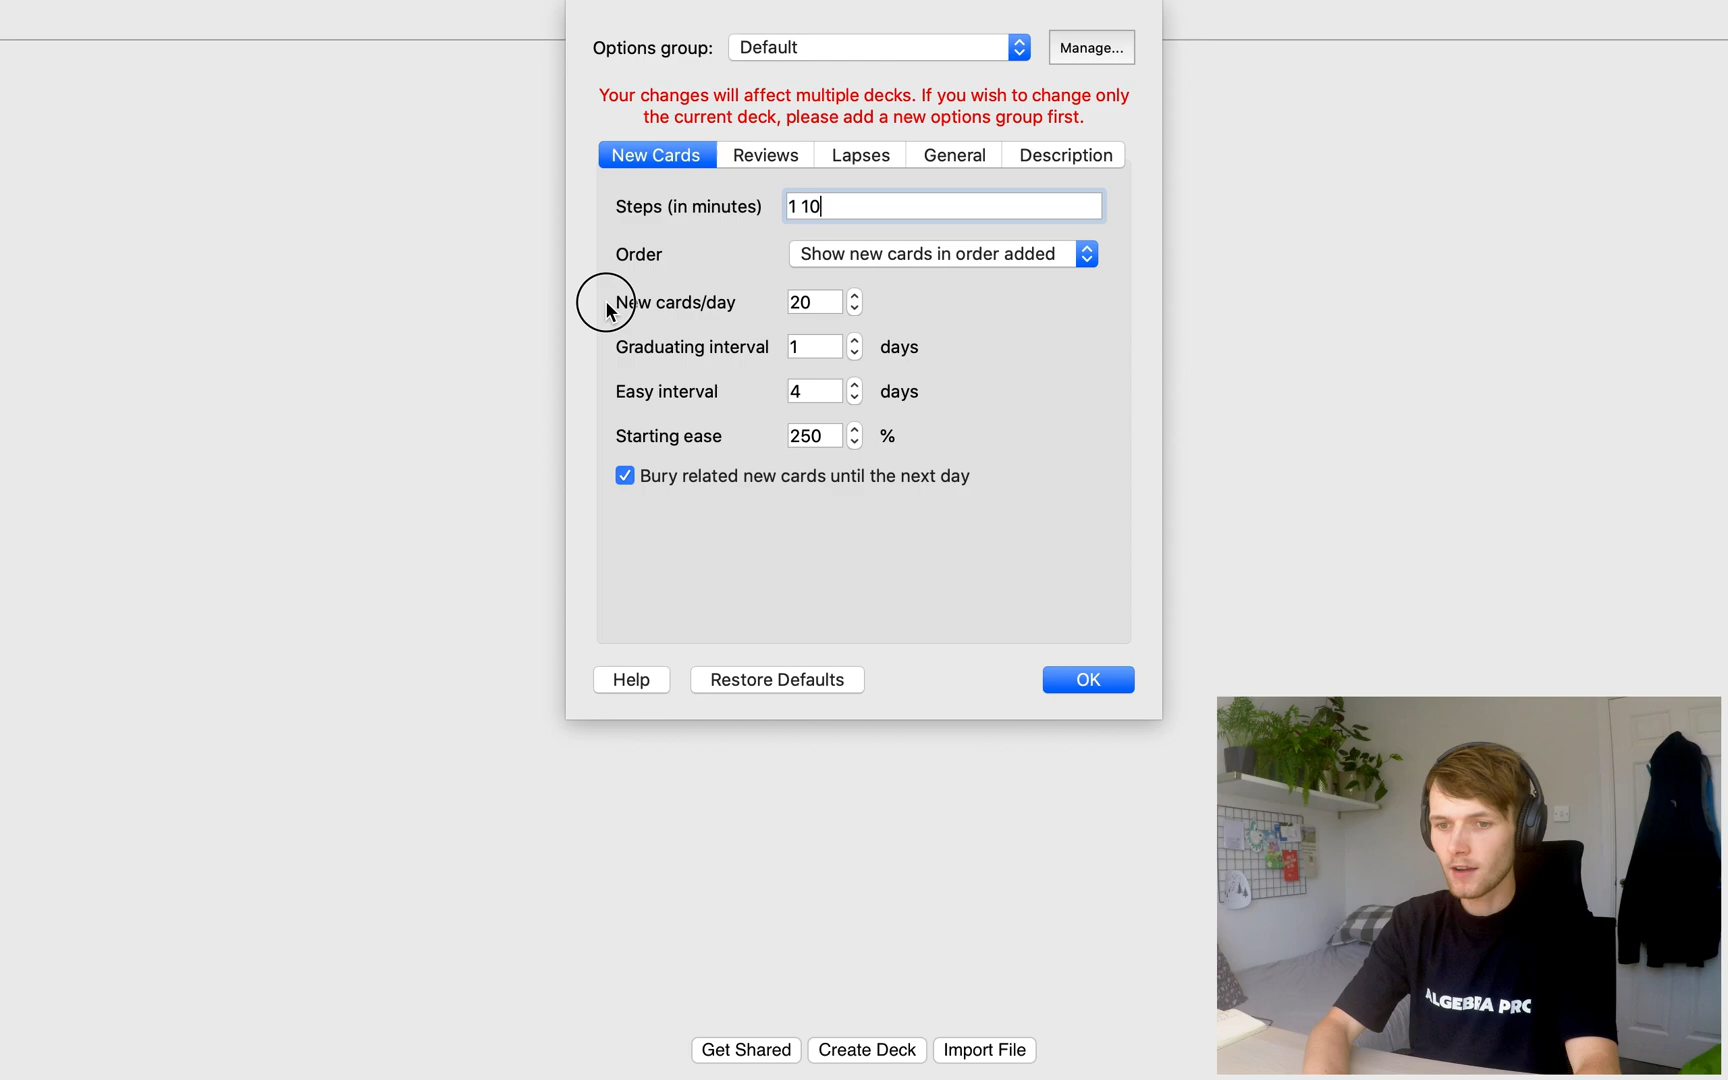 Options group: Default Manage...
Your changes will affect multiple decks. If you wish to change only
the current deck, please add a new options group first.
New Cards Reviews Lapses General Description
Steps (in minutes) 1 10
Order Show new cards in order added
New cards/day 20
Graduating interval 1 days
Easy interval 4 days
Starting ease 250 %
Bury related new cards until the next day
Help Restore Defaults OK
ALGEBRA PRO
Get Shared Create Deck Import File